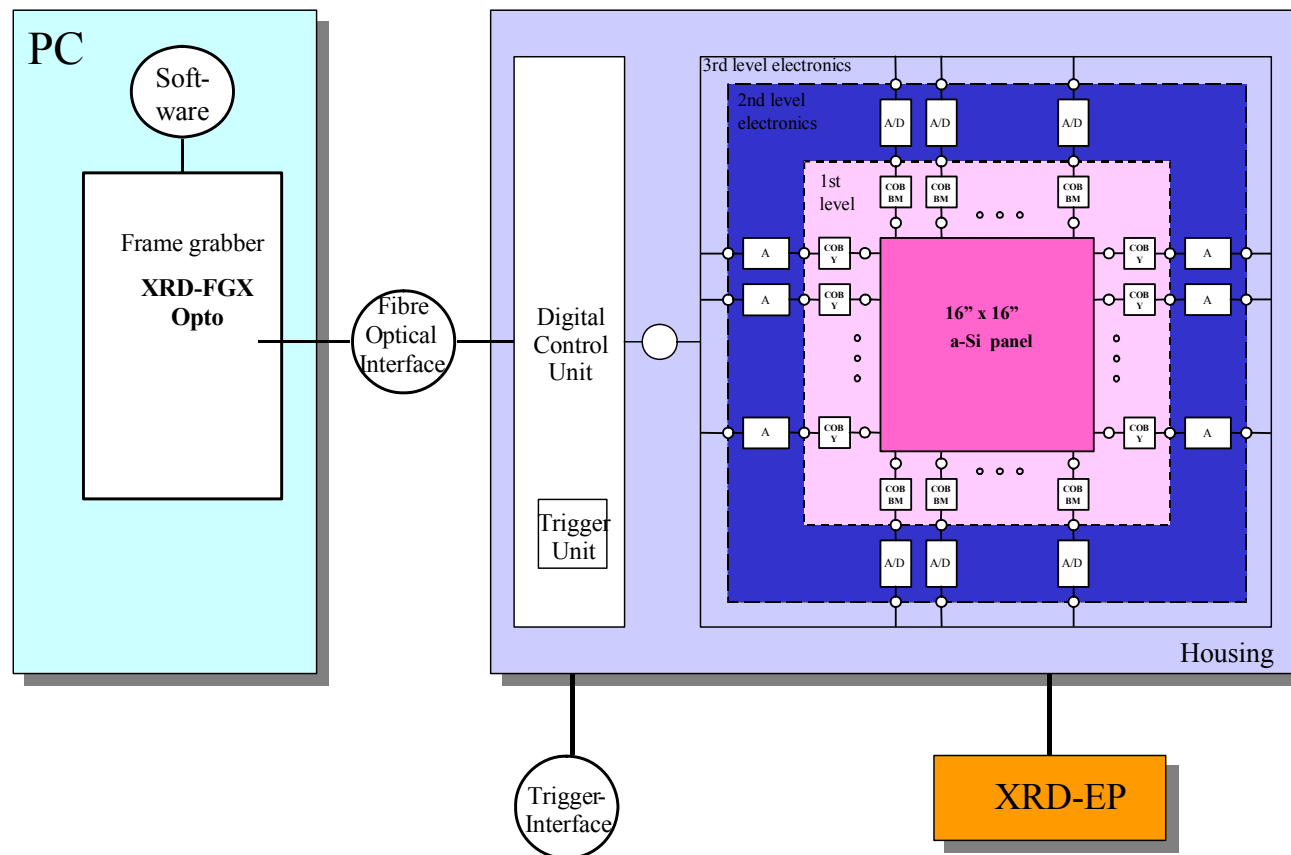 PC
Soft-
ware
Frame grabber
XRD-FGX
Opto
Fibre
Optical
Interface
Digital
Control
Unit
Trigger
Unit
3rd level electronics
2nd level
electronics
1st
level
A/D
A/D
A/D
COB
BM
COB
BM
COB
BM
A
COB
Y
COB
Y
A
A
COB
Y
COB
Y
A
16” x 16”
a-Si panel
A
COB
Y
COB
Y
A
COB
BM
COB
BM
COB
BM
A/D
A/D
A/D
Housing
Trigger-
Interface
XRD-EP